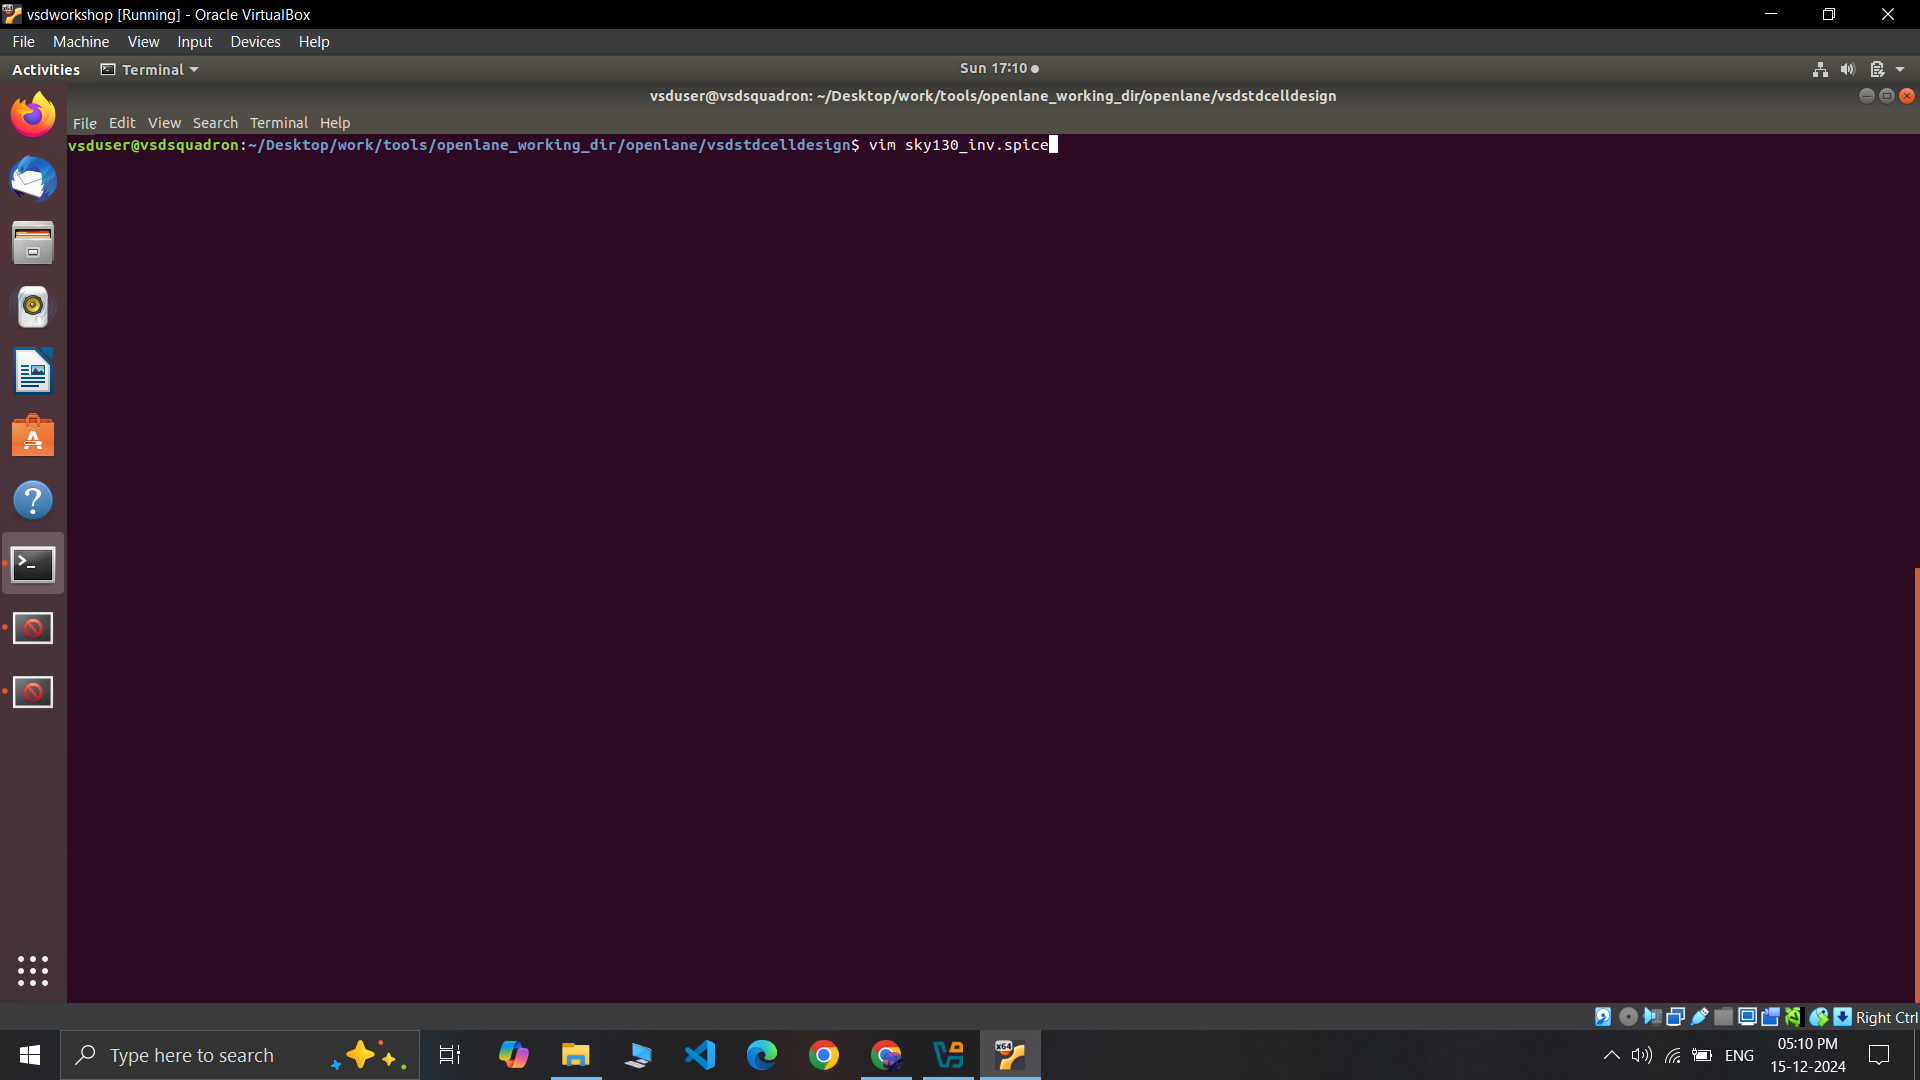 vsdworkshop [Running] - Oracle VirtualBox
File Machine View Input Devices Help
Activities Terminal Sun 17:10
vsduser@vsdsquadron: ~/Desktop/work/tools/openlane_working_dir/openlane/vsdstdcelldesign
File Edit View Search Terminal Help
vsduser@vsdsquadron:~/Desktop/work/tools/openlane_working_dir/openlane/vsdstdcelldesign$ vim sky130_inv.spice
Right Ctrl
Type here to search
x64
ENG
05:10 PM
15-12-2024